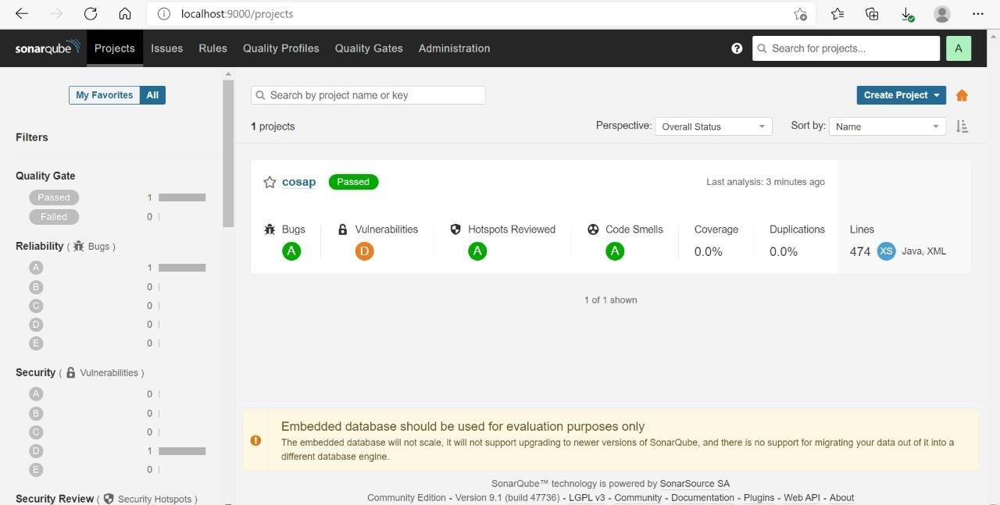 localhost:9000/projects
sonarqube Projects Issues Rules Quality Profiles Quality Gates Administration ? Search for projects... A
My Favorites All
Search by project name or key
Create Project
1 projects
Perspective: Overall Status Sort by: Name
Filters
Quality Gate
Passed 1
Failed 0
Reliability ( Bugs )
A 1
B 0
C 0
D 0
E 0
Security ( Vulnerabilities )
A 0
B 0
C 0
D 1
E 0
Security Review ( Security Hotspots )
cosap Passed Last analysis: 3 minutes ago
Bugs Vulnerabilities Hotspots Reviewed Code Smells Coverage Duplications Lines
A D A A 0.0% 0.0% 474 XS Java, XML
1 of 1 shown
Embedded database should be used for evaluation purposes only
The embedded database will not scale, it will not support upgrading to newer versions of SonarQube, and there is no support for migrating your data out of it into a
different database engine.
SonarQube™ technology is powered by SonarSource SA
Community Edition - Version 9.1 (build 47736) - LGPL v3 - Community - Documentation - Plugins - Web API - About